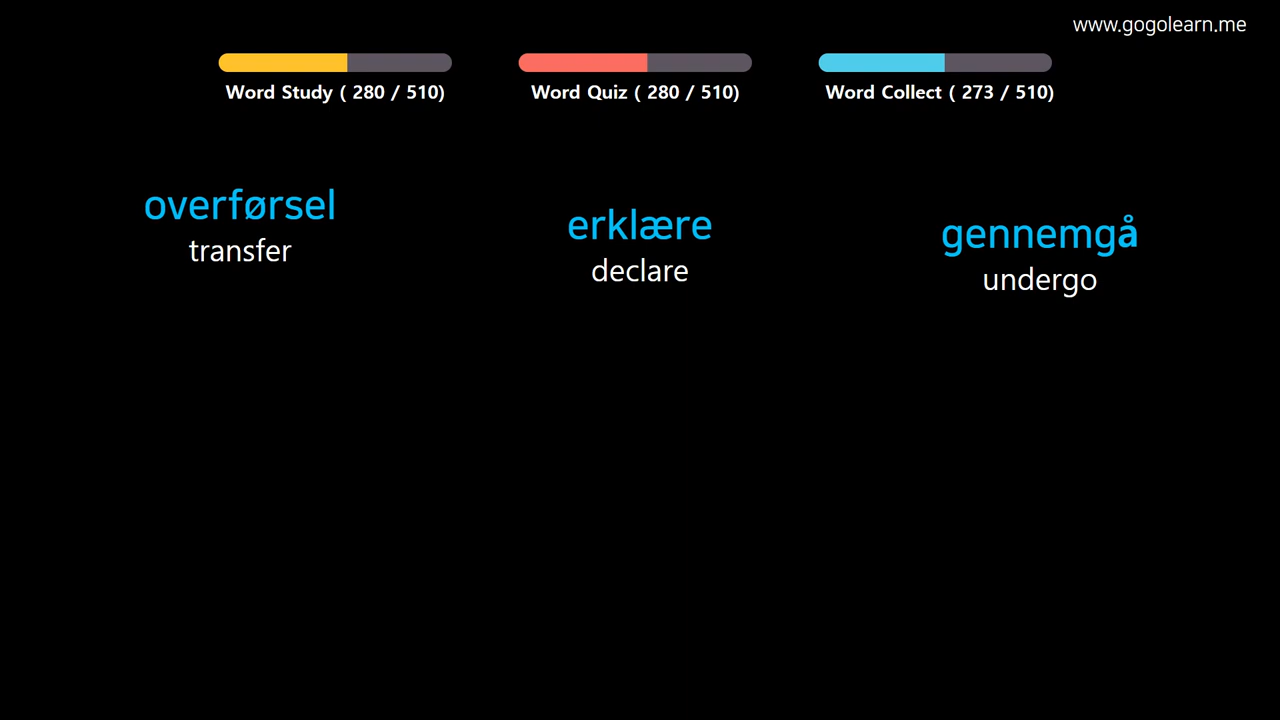 www.gogolearn.me
Word Study ( 280 / 510)
Word Quiz ( 280 / 510)
Word Collect ( 273 / 510)
overførsel
transfer
erklære
declare
gennemgå
undergo